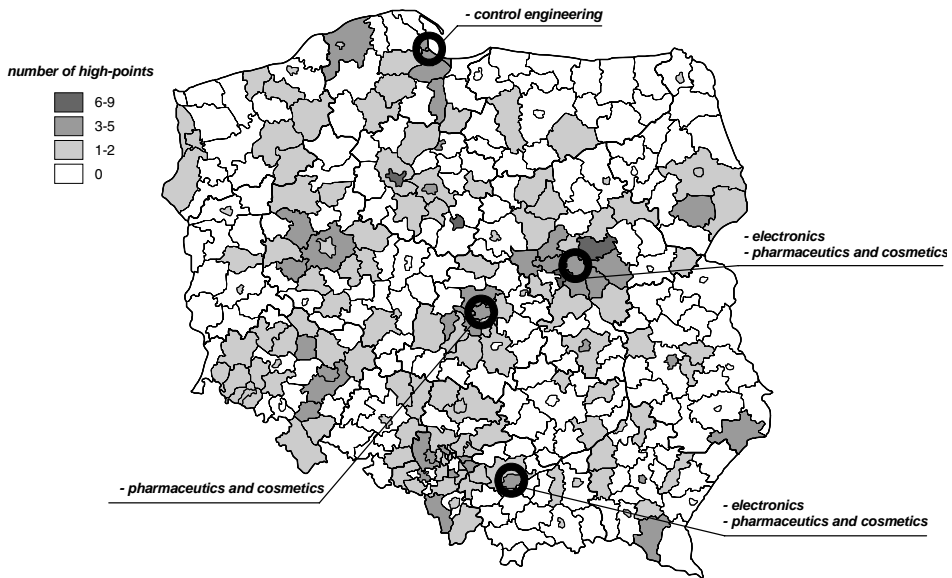 - control engineering
number of high-points
6-9
3-5
1-2
0
- electronics
- pharmaceutics and cosmetics
- pharmaceutics and cosmetics
- electronics
- pharmaceutics and cosmetics